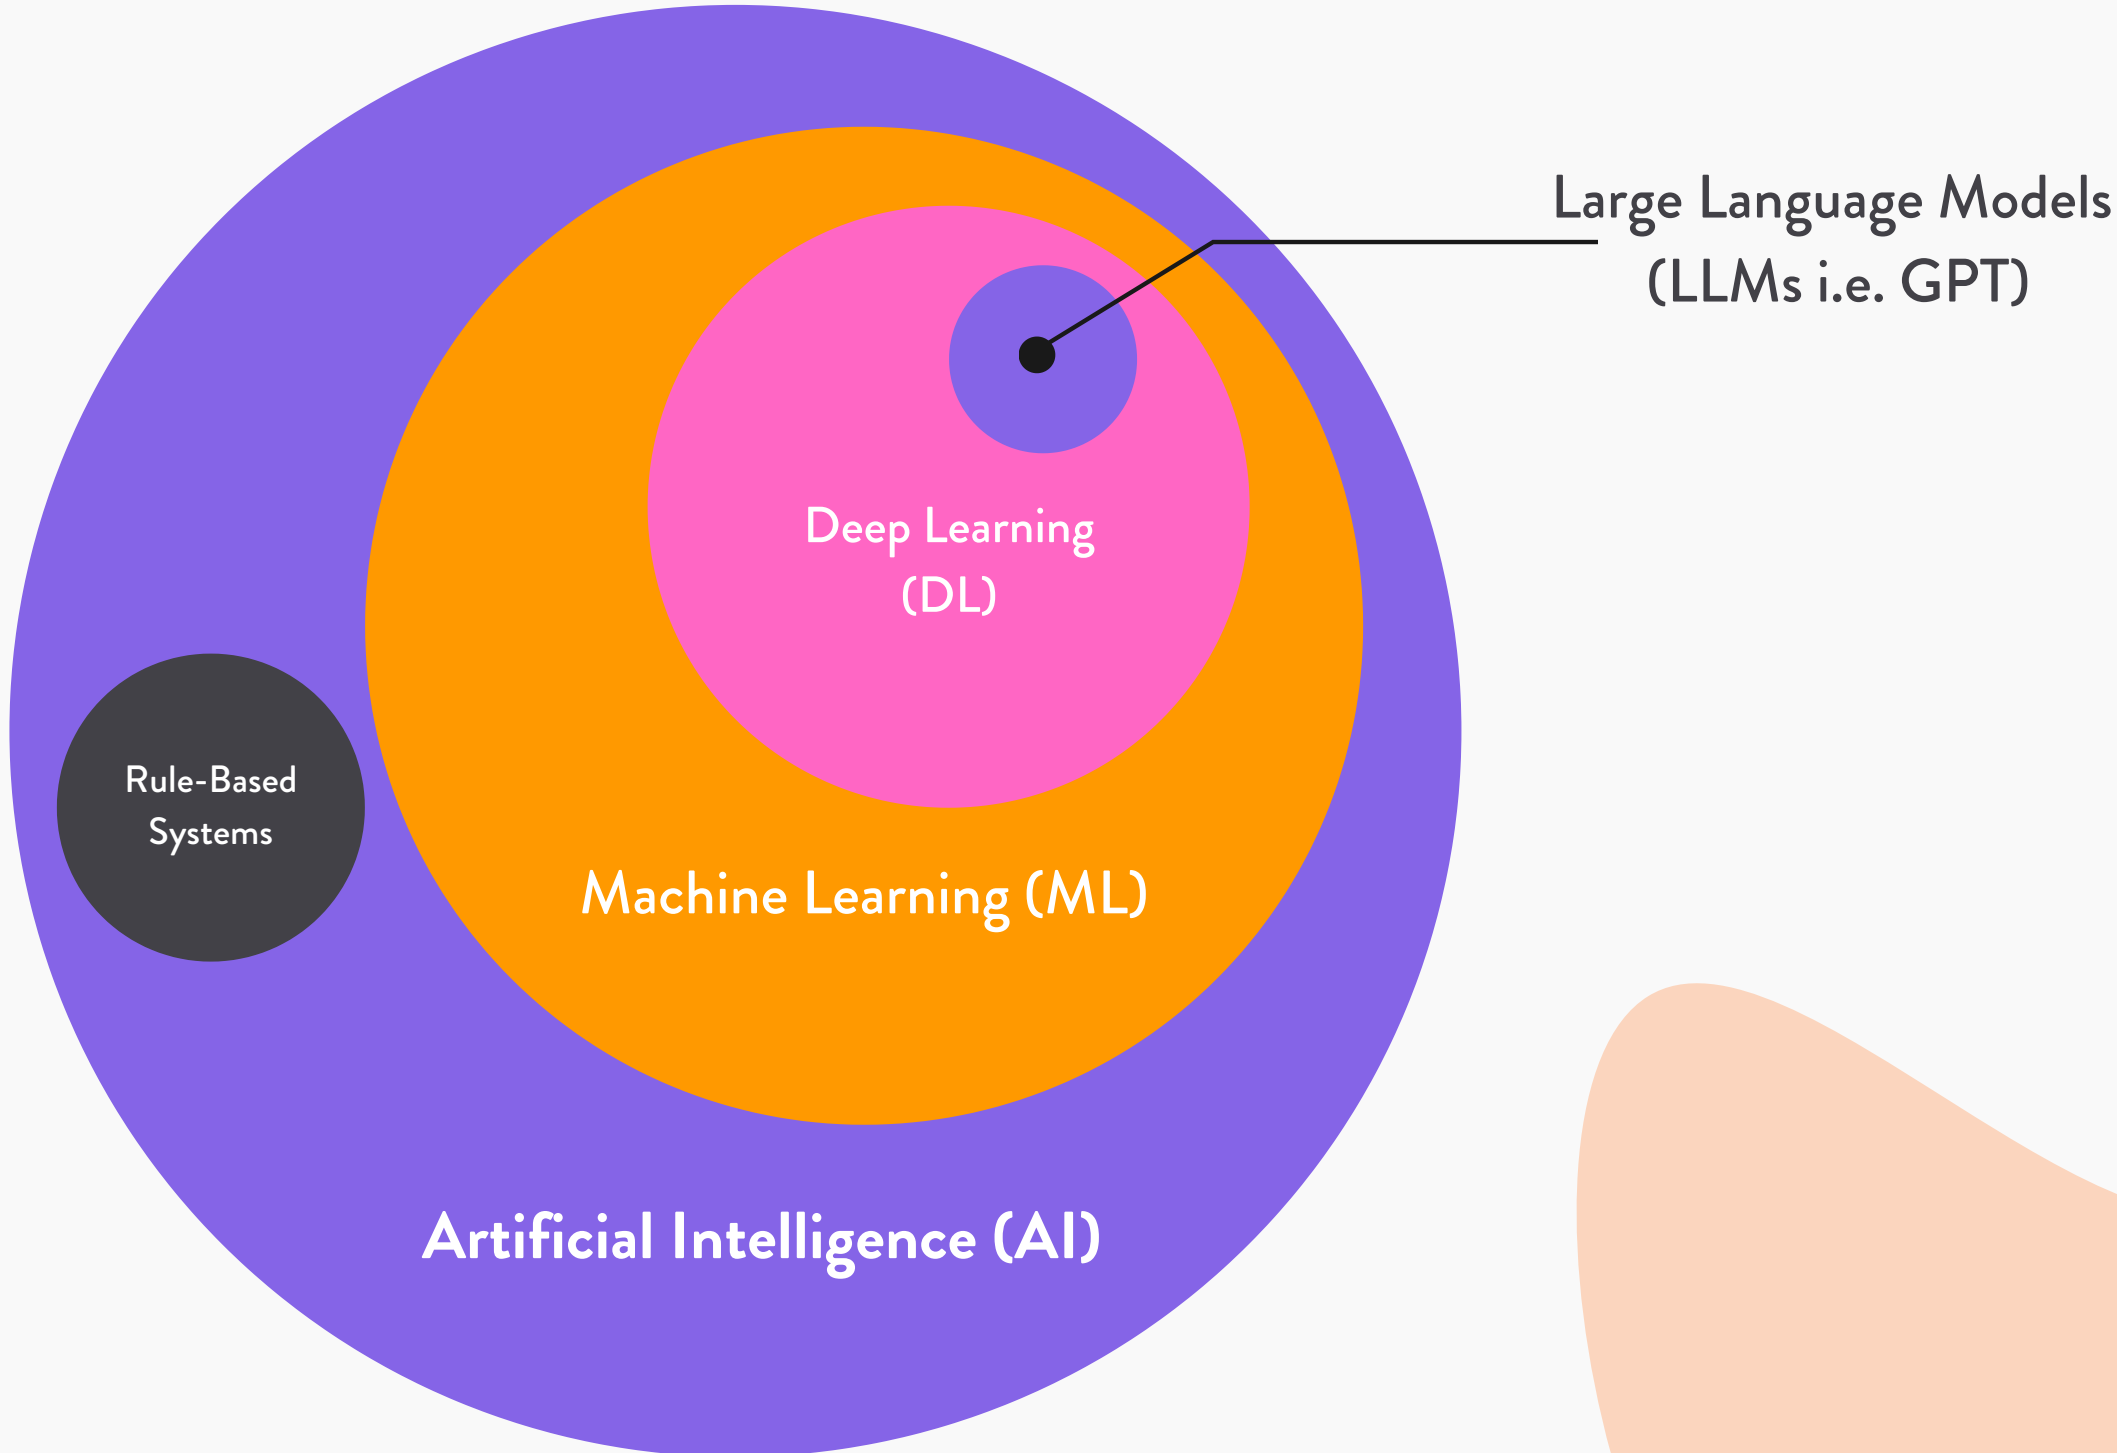 Large Language Models
(LLMs i.e. GPT)
Deep Learning
(DL)
Rule-Based
Systems
Machine Learning (ML)
Artificial Intelligence (AI)